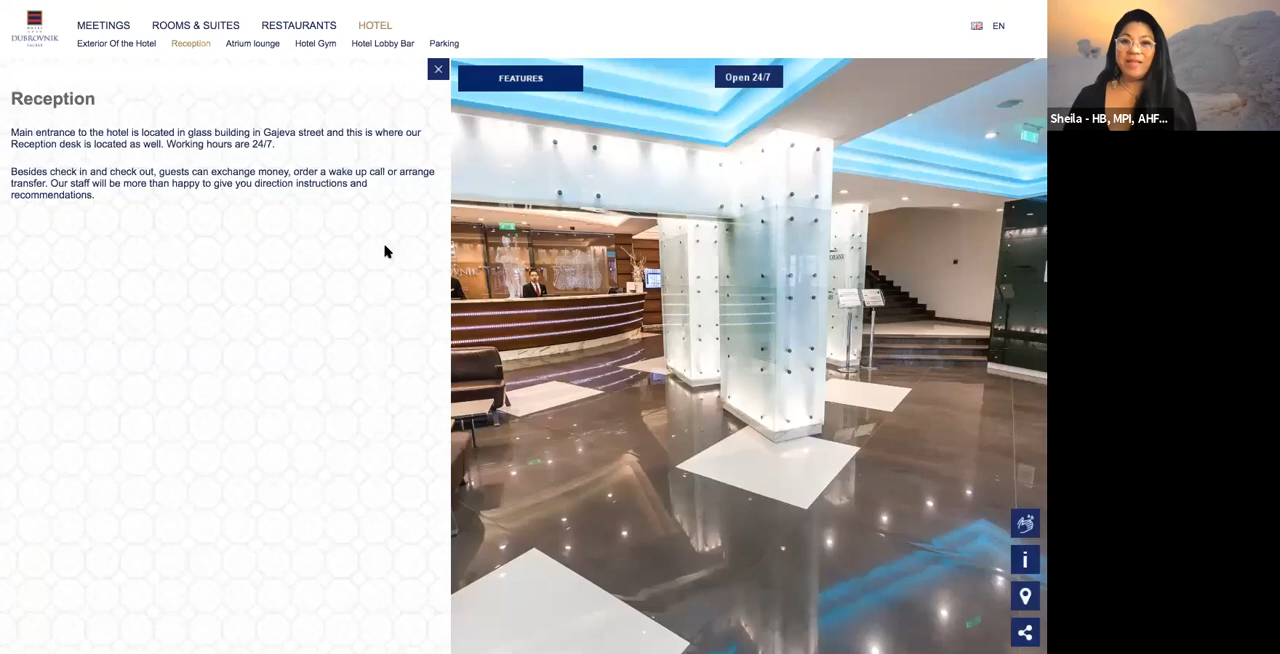 HOTEL
DUBROVNIK
ZAGREB
MEETINGS ROOMS & SUITES RESTAURANTS HOTEL
EN
Exterior Of the Hotel Reception Atrium lounge Hotel Gym Hotel Lobby Bar Parking
FEATURES
Open 24/7
Reception
Main entrance to the hotel is located in glass building in Gajeva street and this is where our
Reception desk is located as well. Working hours are 24/7.
Besides check in and check out, guests can exchange money, order a wake up call or arrange
transfer. Our staff will be more than happy to give you direction instructions and
recommendations.
i
Sheila - HB, MPI, AHF...